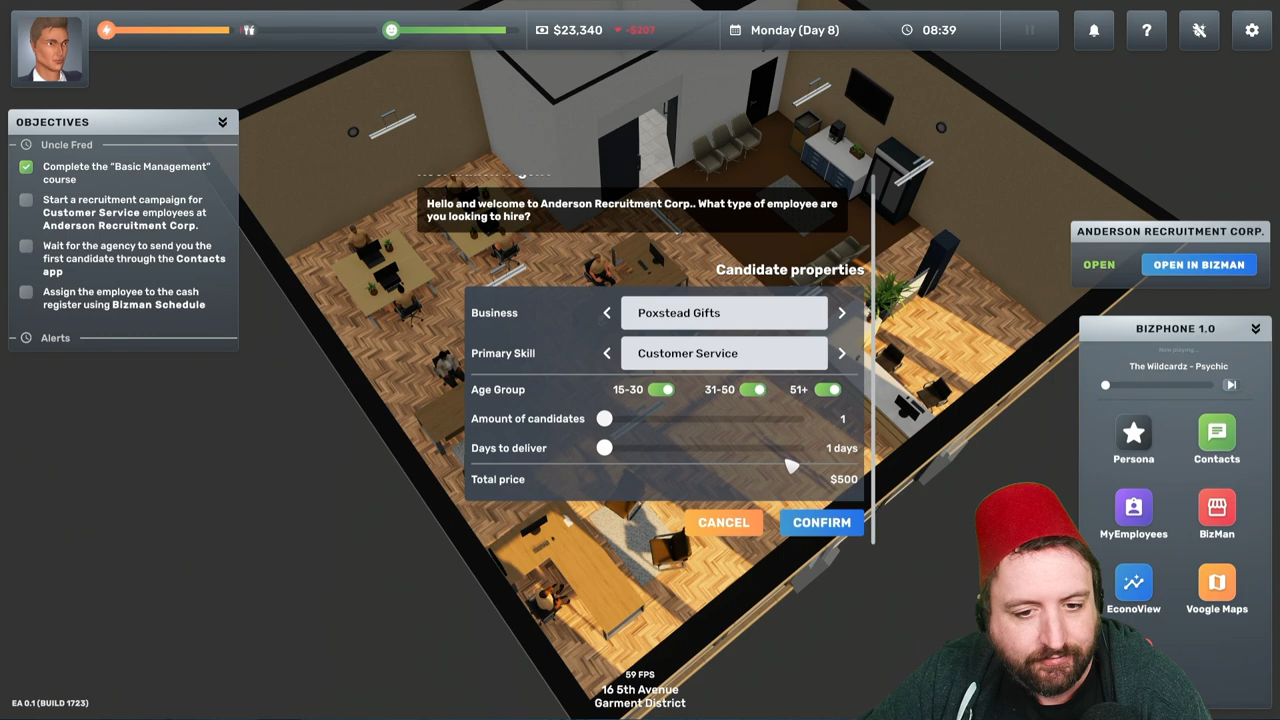 $23,340
-$207
Monday (Day 8)
08:39
OBJECTIVES
Uncle Fred
Complete the "Basic Management"
course
Start a recruitment campaign for
Customer Service employees at
Anderson Recruitment Corp.
Wait for the agency to send you the
first candidate through the Contacts
app
Assign the employee to the cash
register using Bizman Schedule
Alerts
Hello and welcome to Anderson Recruitment Corp.. What type of employee are
you looking to hire?
Candidate properties
Business
Poxstead Gifts
Primary Skill
Customer Service
Age Group
15-30
31-50
51+
Amount of candidates
1
Days to deliver
1 days
Total price
$500
CANCEL
CONFIRM
ANDERSON RECRUITMENT CORP.
OPEN
OPEN IN BIZMAN
BIZPHONE 1.0
Now playing...
The Wildcardz - Psychic
Persona
Contacts
MyEmployees
BizMan
EconoView
Voogle Maps
59 FPS
16 5th Avenue
Garment District
EA 0.1 (BUILD 1723)